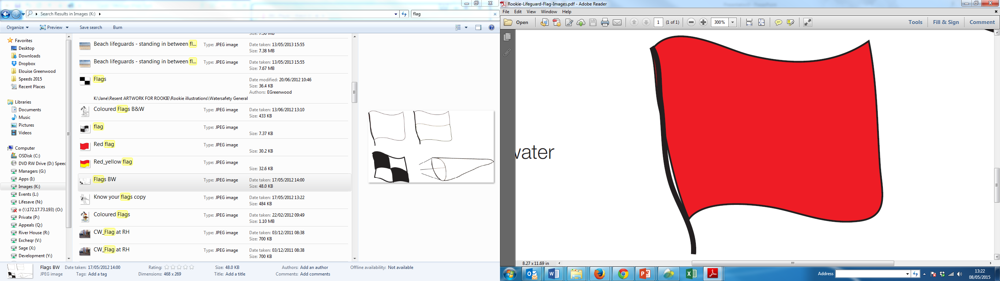 Search Results in Images (K:)
flag
Organize
Preview
Save search
Burn
Favorites
Desktop
Downloads
Dropbox
Elouise Greenwood
Speeds 2015
Recent Places
Libraries
Documents
Music
Pictures
Videos
Computer
OSDisk (C:)
DVD RW Drive (D:) Speed
Managers (G:)
Apps (I:)
Images (K:)
Events (L:)
Lifesave (N:)
o (\\172.17.73.193) (O:)
Private (P:)
Appeals (Q:)
River House (R:)
Excheqr (V:)
Sage (X:)
Development (Y:)
Beach lifeguards - standing in between fl... Type: JPEG image Date taken: 13/05/2013 15:55
Size: 7.38 MB
Beach lifeguards - standing in between fl... Type: JPEG image Date taken: 13/05/2013 15:55
Size: 7.67 MB
Flags Date modified: 20/06/2012 10:46
Size: 36.4 KB
Authors: EGreenwood
K:\Jane\Resent ARTWORK FOR ROOKIE\Rookie illustrations\Watersafety General
Coloured Flags B&W Type: JPEG image Date taken: 13/06/2012 13:10
Size: 433 KB
flag Type: JPEG image
Size: 7.37 KB
Red flag Type: JPEG image
Size: 30.2 KB
Red_yellow flag Type: JPEG image
Size: 32.6 KB
Flags BW Type: JPEG image Date taken: 17/05/2012 14:00
Size: 48.0 KB
Know your flags copy Type: JPEG image Date taken: 17/05/2012 13:22
Size: 484 KB
Coloured Flags Type: JPEG image Date taken: 22/02/2012 09:49
Size: 1.10 MB
CW_Flag at RH Type: JPEG image Date taken: 03/12/2011 08:38
Size: 700 KB
CW_Flag at RH Type: JPEG image Date taken: 03/12/2011 08:38
Size: 700 KB
Flags BW Date taken: 17/05/2012 14:00 Rating: Size: 48.0 KB Authors: Add an author Offline availability: Not available
JPEG image Tags: Add a tag Dimensions: 468 x 269 Title: Add a title Comments: Add comments
Rookie-Lifeguard-Flag-Images.pdf - Adobe Reader
File Edit View Window Help
Open 1 (1 of 1) 300% Tools Fill & Sign Comment
vater
8.27 x 11.69 in
Address
13:22
08/05/2015